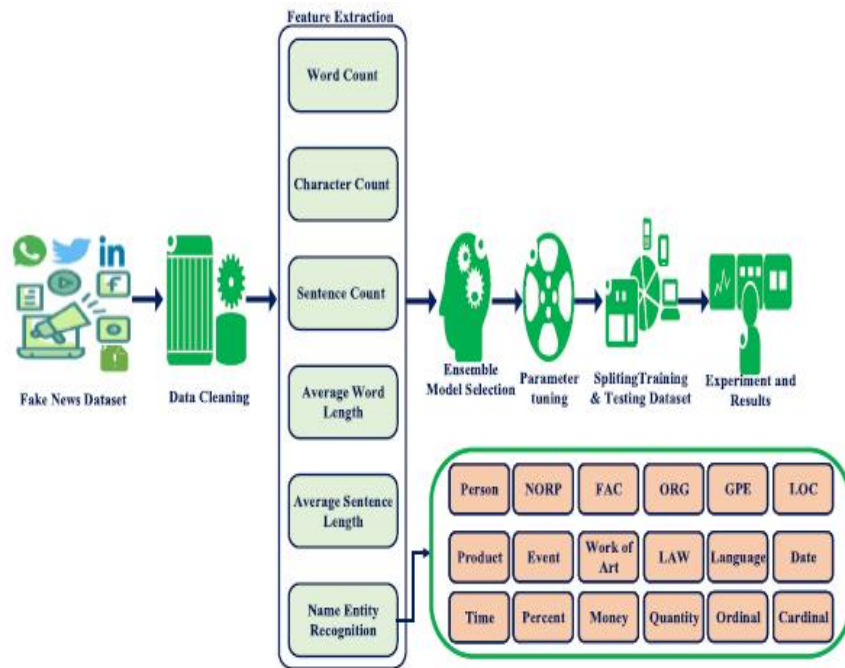 Feature Extraction
Word Count
Character Count
Sentence Count
Average Word
Length
Average Sentence
Length
Name Entity
Recognition
in
f
Fake News Dataset
Data Cleaning
Ensemble
Model Selection
Parameter
tuning
SplitingTraining
& Testing Dataset
Experiment and
Results
Person
NORP
FAC
ORG
GPE
LOC
Product
Event
Work of
Art
LAW
Language
Date
Time
Percent
Money
Quantity
Ordinal
Cardinal